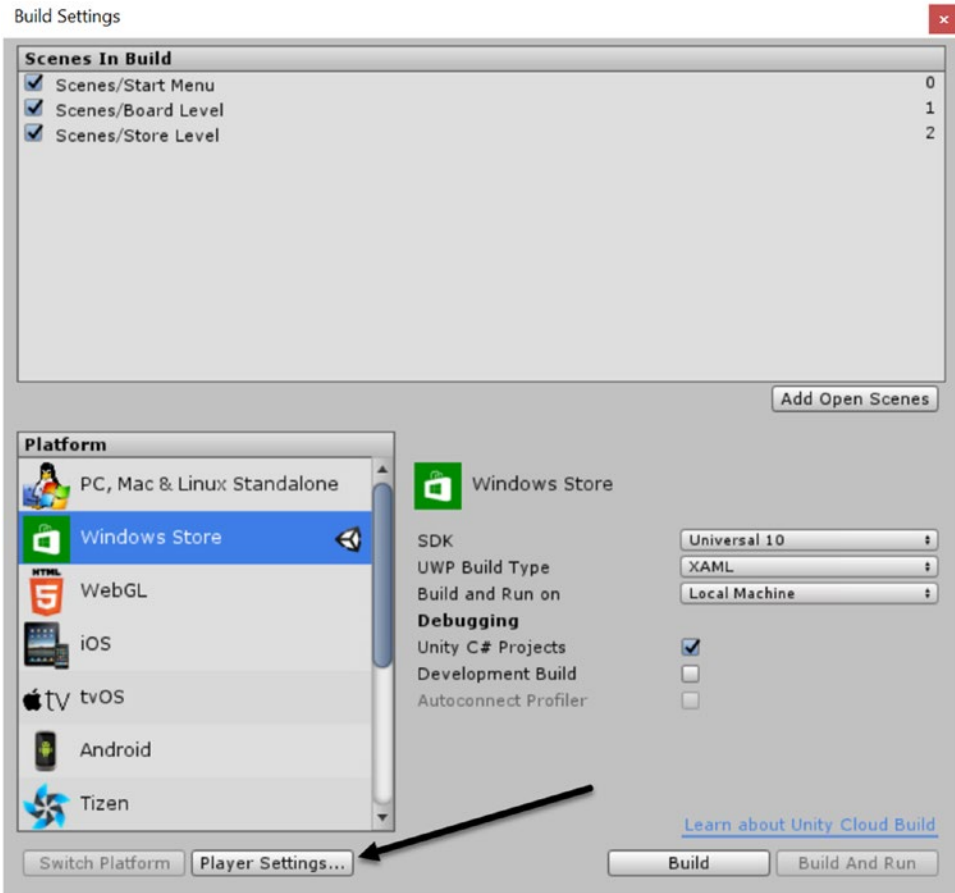 Build Settings
Scenes In Build
Scenes/Start Menu 0
Scenes/Board Level 1
Scenes/Store Level 2
Add Open Scenes
Platform
PC, Mac & Linux Standalone
Windows Store
HTML
5
WebGL
iOS
tv tvOS
Android
Tizen
Windows Store
SDK Universal 10
UWP Build Type XAML
Build and Run on Local Machine
Debugging
Unity C# Projects
Development Build
Autoconnect Profiler
Learn about Unity Cloud Build
Switch Platform Player Settings... Build Build And Run